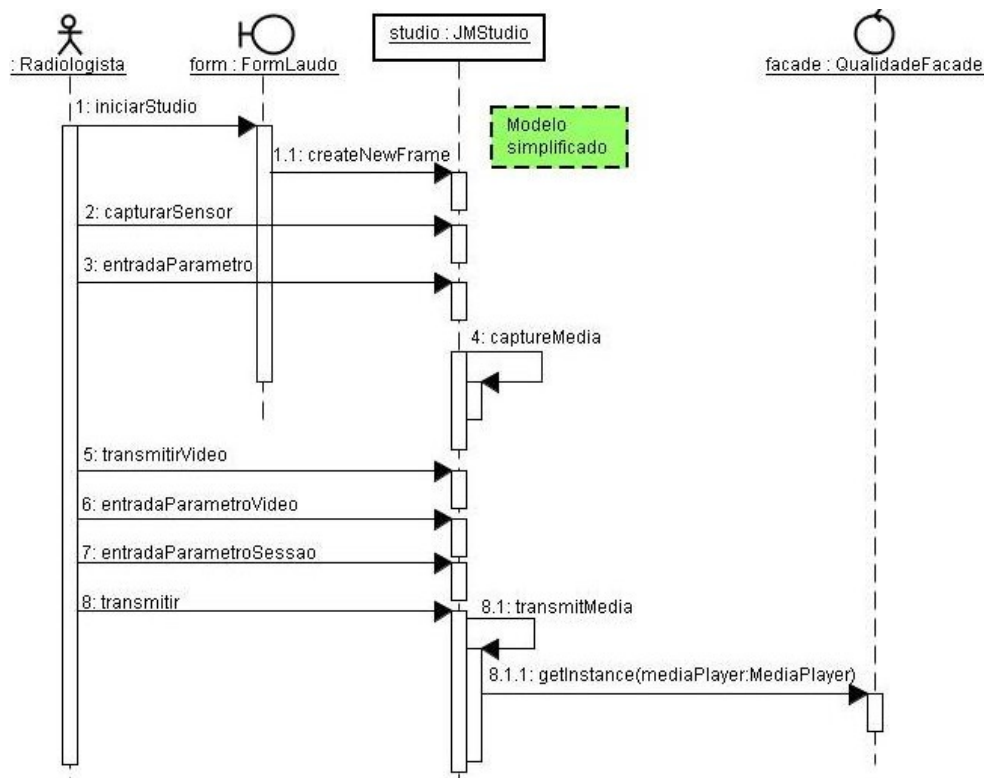 : Radiologista
form : FormLaudo
studio : JMStudio
facade : QualidadeFacade
1: iniciarStudio
Modelo
simplificado
1.1: createNewFrame
2: capturarSensor
3: entradaParametro
4: captureMedia
5: transmitirVideo
6: entradaParametroVideo
7: entradaParametroSessao
8: transmitir
8.1: transmitMedia
8.1.1: getInstance(mediaPlayer:MediaPlayer)